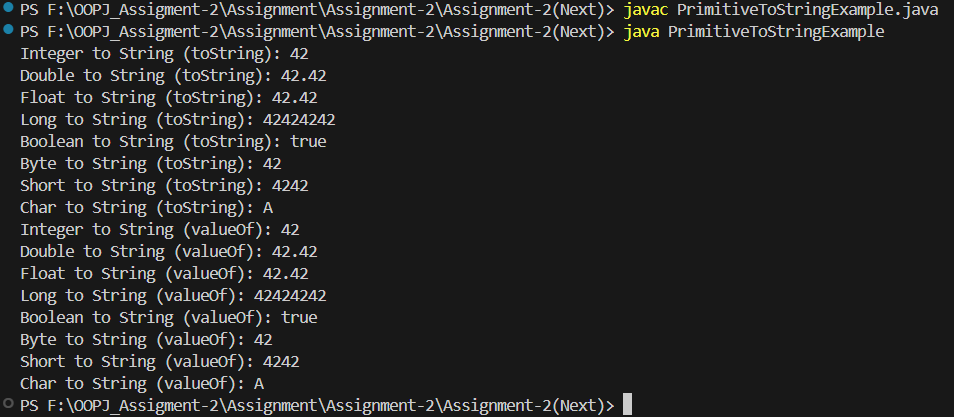 PS F:\OOPJ_Assigment-2\Assignment\Assignment-2\Assignment-2(Next)> javac PrimitiveToStringExample.java
PS F:\OOPJ_Assigment-2\Assignment\Assignment-2\Assignment-2(Next)> java PrimitiveToStringExample
Integer to String (toString): 42
Double to String (toString): 42.42
Float to String (toString): 42.42
Long to String (toString): 42424242
Boolean to String (toString): true
Byte to String (toString): 42
Short to String (toString): 4242
Char to String (toString): A
Integer to String (valueOf): 42
Double to String (valueOf): 42.42
Float to String (valueOf): 42.42
Long to String (valueOf): 42424242
Boolean to String (valueOf): true
Byte to String (valueOf): 42
Short to String (valueOf): 4242
Char to String (valueOf): A
PS F:\OOPJ_Assigment-2\Assignment\Assignment-2\Assignment-2(Next)>